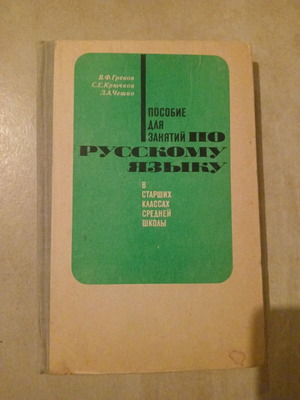 В.Ф.Греков
С.Е.Крючков
Л.А.Чешко
ПОСОБИЕ
ДЛЯ
ЗАНЯТИЙ ПО
РУССКОМУ
ЯЗЫКУ
В
СТАРШИХ
КЛАССАХ
СРЕДНЕЙ
ШКОЛЫ